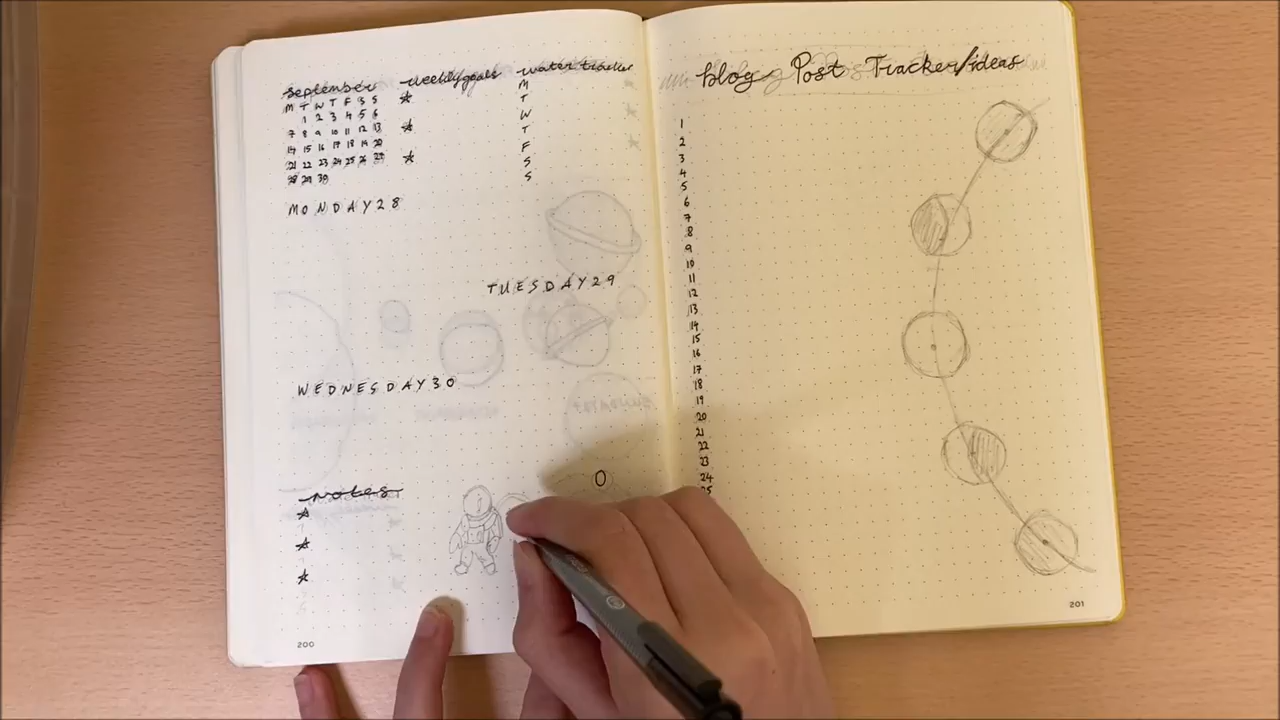 september weekly goals water tracker
M T W T F S S M
1 2 3 4 5 6 T
7 8 9 10 11 12 13 W
14 15 16 17 18 19 20 T
21 22 23 24 25 26 27 F
28 29 30 S
S
MONDAY 28
TUESDAY 29
WEDNESDAY 30
notes
0
200
blog Post Tracker/ideas
1
2
3
4
5
6
7
8
9
10
11
12
13
14
15
16
17
18
19
20
21
22
23
24
25
201